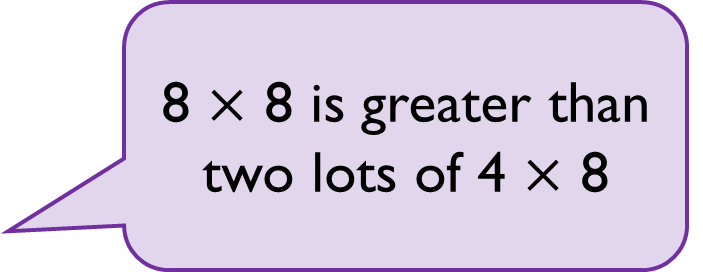 8 × 8 is greater than
two lots of 4 × 8